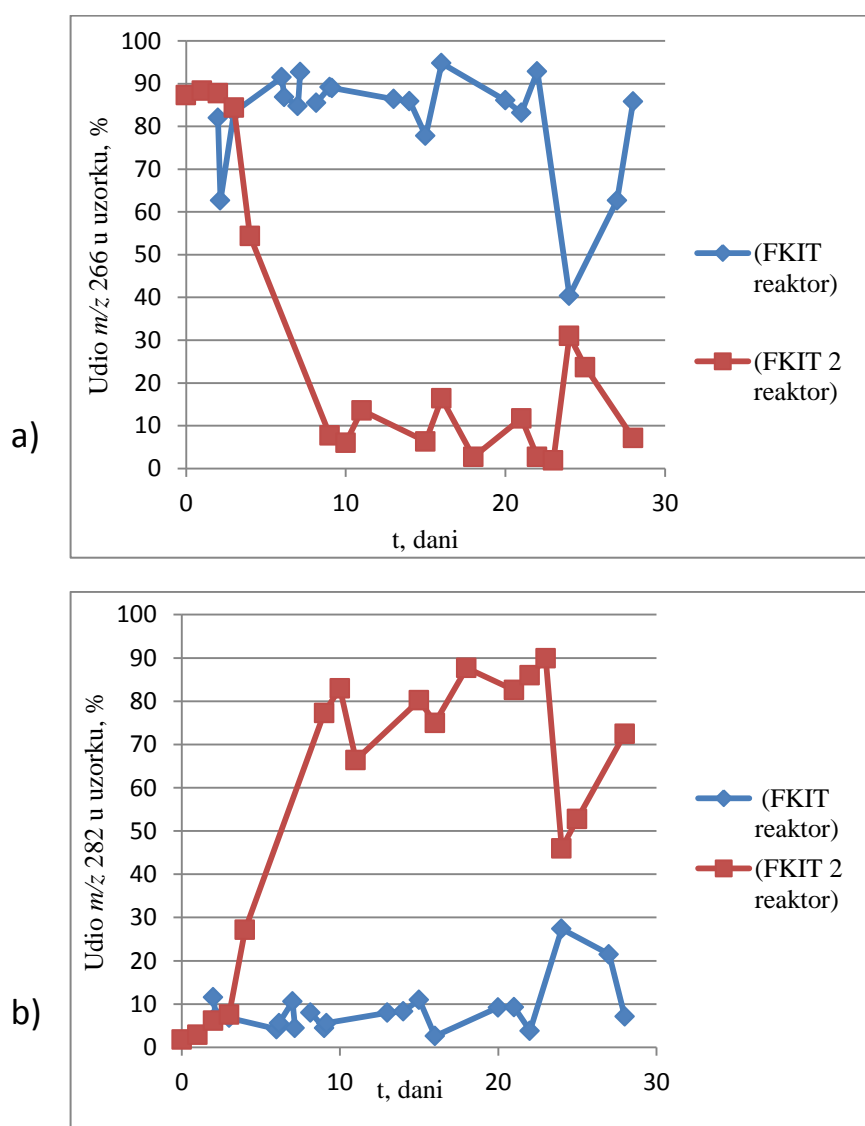 a)
Udio m/z 266 u uzorku, %
100
90
80
70
60
50
40
30
20
10
0
0 10 20 30
t, dani
(FKIT
reaktor)
(FKIT 2
reaktor)
b)
Udio m/z 282 u uzorku, %
100
90
80
70
60
50
40
30
20
10
0
0 10 20 30
t, dani
(FKIT
reaktor)
(FKIT 2
reaktor)